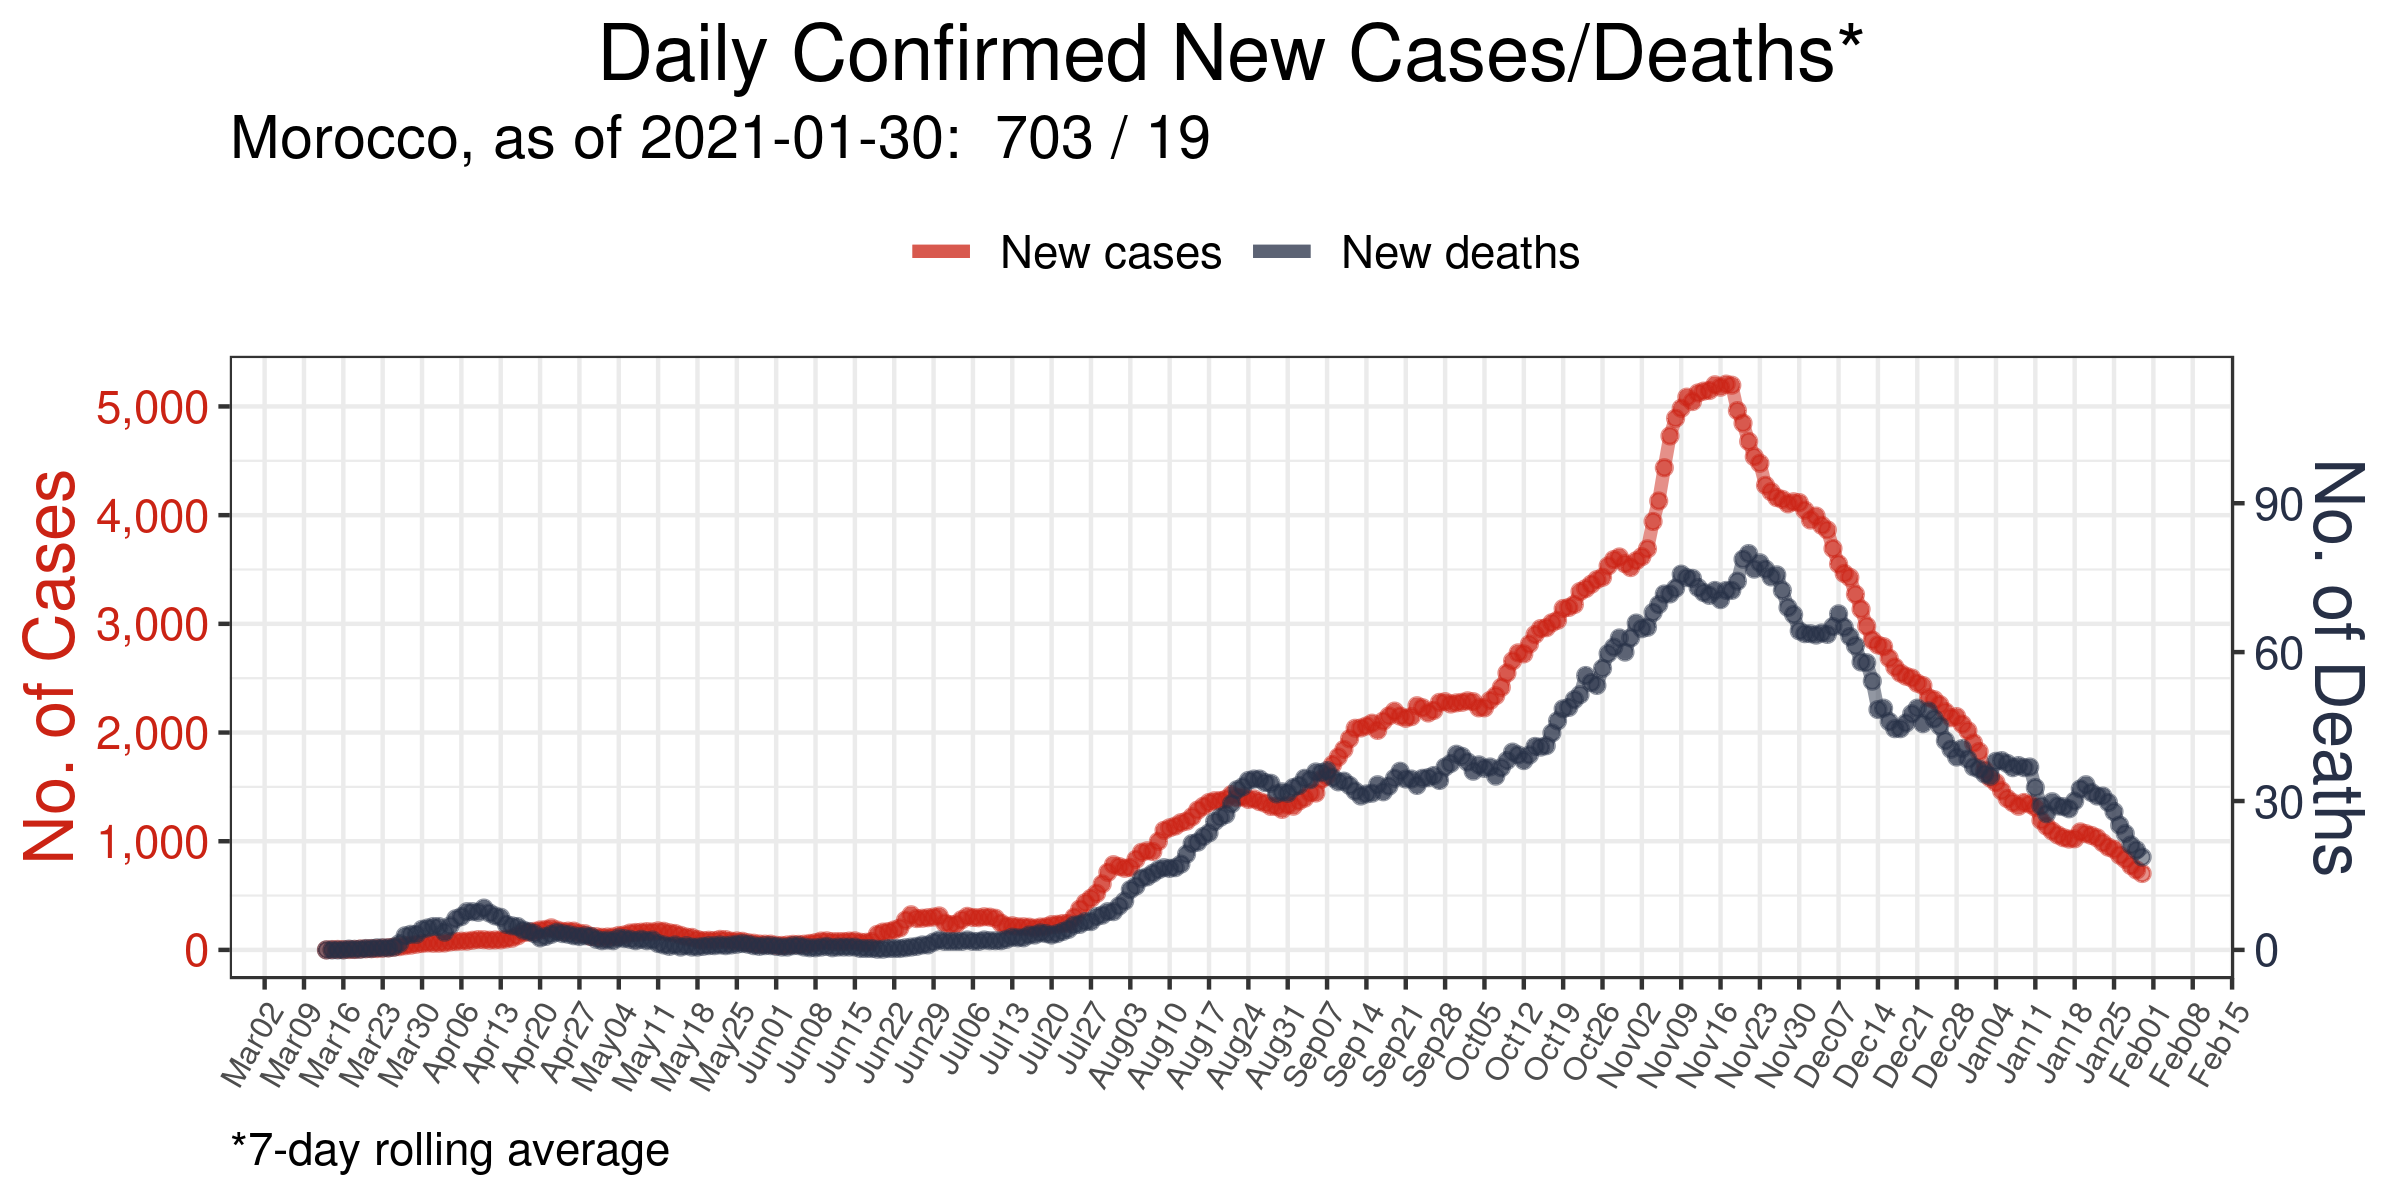 Daily Confirmed New Cases/Deaths*
Morocco, as of 2021-01-30:  703 / 19
New cases
New deaths
No. of Cases
5,000
4,000
3,000
2,000
1,000
0
90
60
30
0
No. of Deaths
Mar02
Mar09
Mar16
Mar23
Mar30
Apr06
Apr13
Apr20
Apr27
May04
May11
May18
May25
Jun01
Jun08
Jun15
Jun22
Jun29
Jul06
Jul13
Jul20
Jul27
Aug03
Aug10
Aug17
Aug24
Aug31
Sep07
Sep14
Sep21
Sep28
Oct05
Oct12
Oct19
Oct26
Nov02
Nov09
Nov16
Nov23
Nov30
Dec07
Dec14
Dec21
Dec28
Jan04
Jan11
Jan18
Jan25
Feb01
Feb08
Feb15
*7-day rolling average